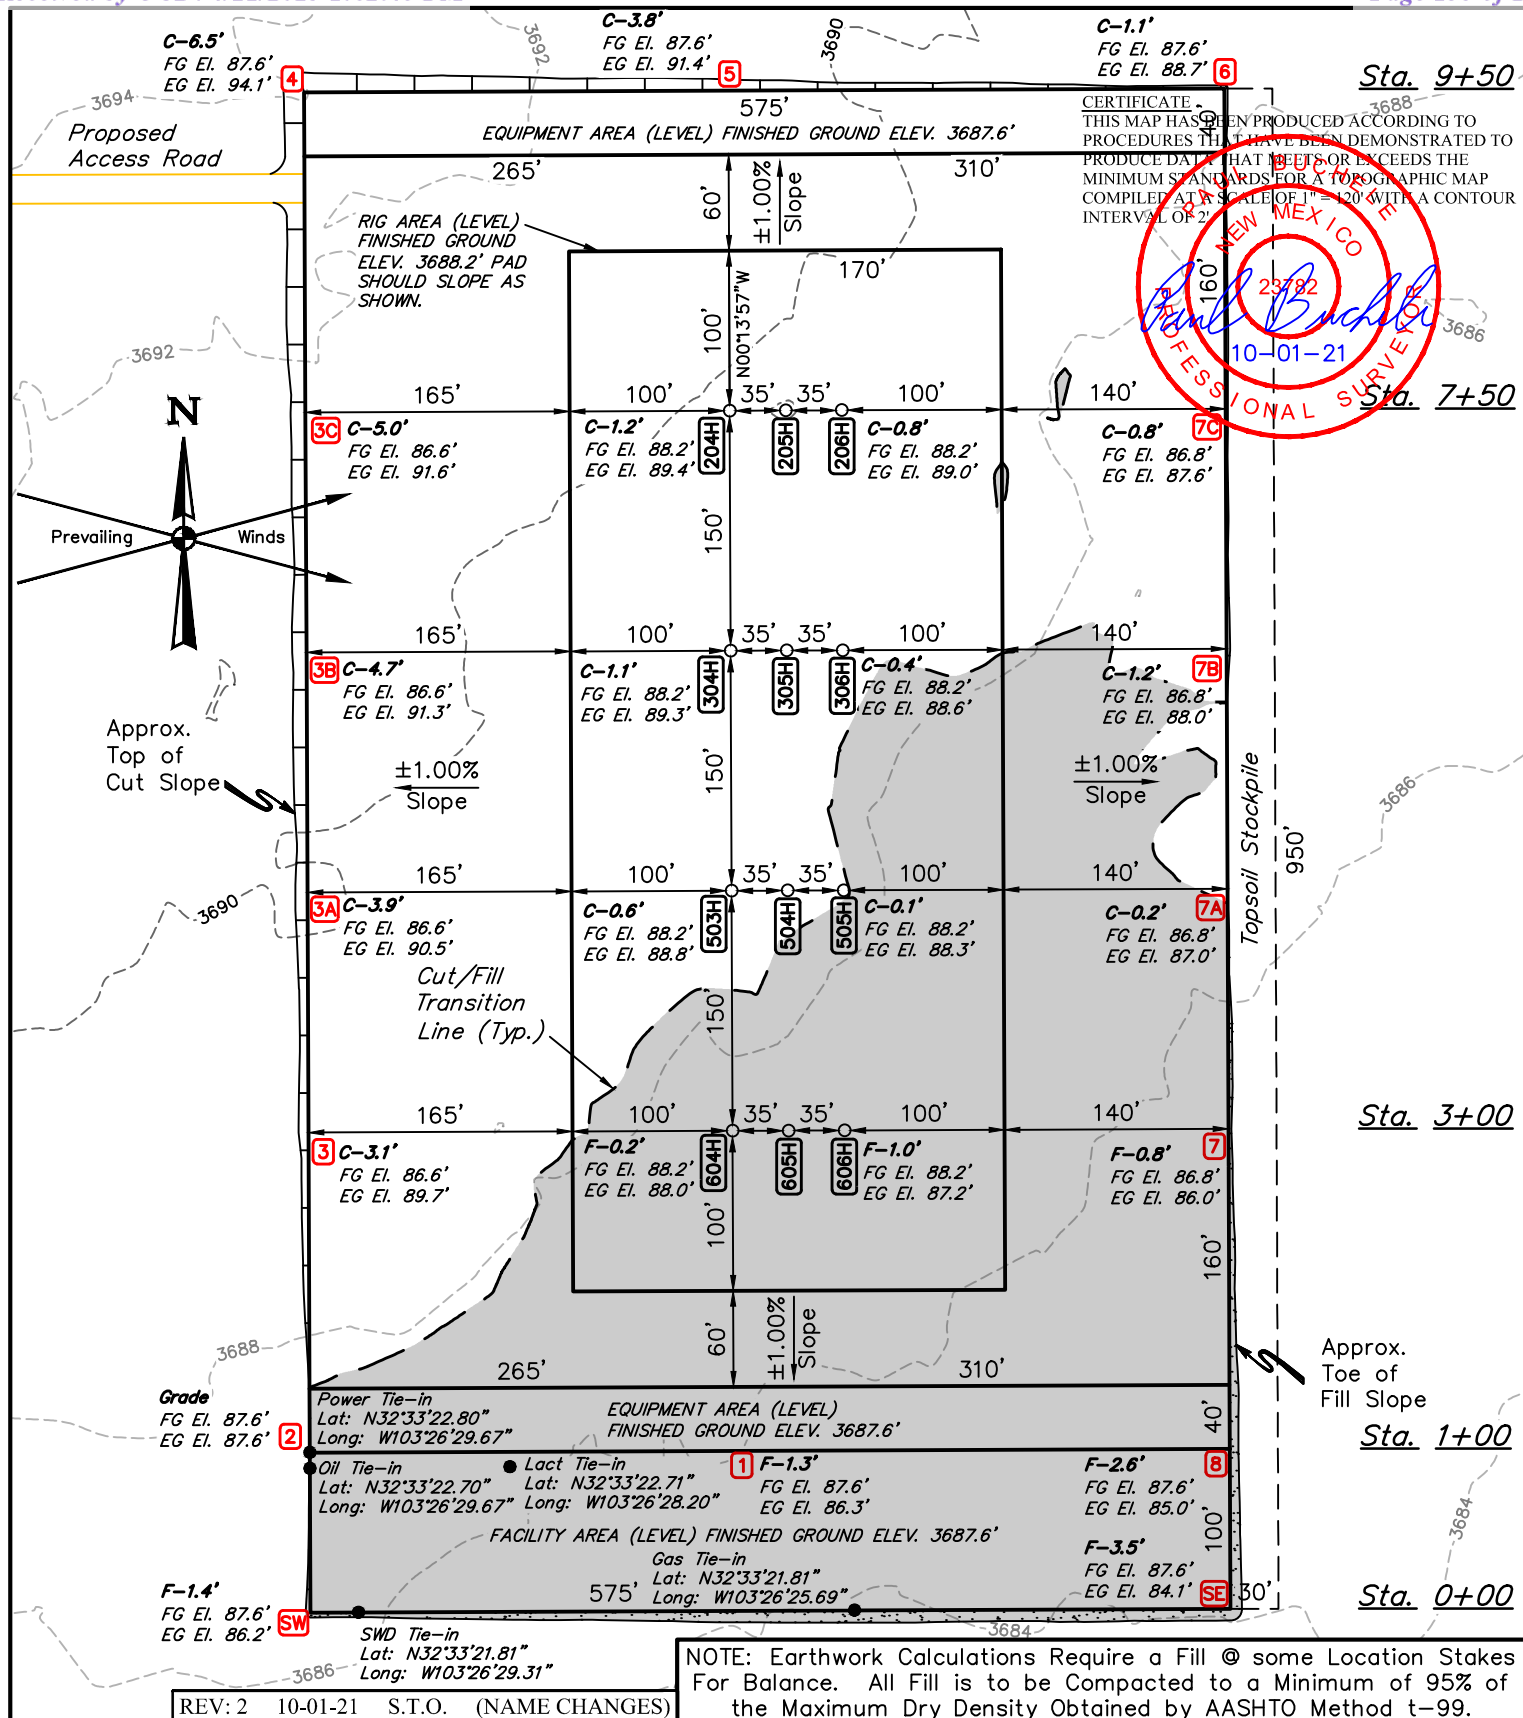 C-6.5'
FG El. 87.6'
EG El. 94.1'
4
C-3.8'
FG El. 87.6'
EG El. 91.4'
5
C-1.1'
FG El. 87.6'
EG El. 88.7'
6
Sta. 9+50
3692
3690
3694
3688
Proposed
Access Road
575'
EQUIPMENT AREA (LEVEL) FINISHED GROUND ELEV. 3687.6'
40'
CERTIFICATE
THIS MAP HAS BEEN PRODUCED ACCORDING TO
PROCEDURES THAT HAVE BEEN DEMONSTRATED TO
PRODUCE DATA THAT MEETS OR EXCEEDS THE
MINIMUM STANDARDS FOR A TOPOGRAPHIC MAP
COMPILED AT A SCALE OF 1" = 120' WITH A CONTOUR
INTERVAL OF 2'
PAUL BUCHELE
NEW MEXICO
23782
PROFESSIONAL SURVEYOR
Paul Buchele
10-01-21
265'
310'
60'
±1.00%
Slope
RIG AREA (LEVEL)
FINISHED GROUND
ELEV. 3688.2' PAD
SHOULD SLOPE AS
SHOWN.
170'
100'
N00°13'57"W
160'
3686
3692
Sta. 7+50
N
Prevailing Winds
165'
100'
35'
35'
100'
140'
3C
C-5.0'
FG El. 86.6'
EG El. 91.6'
C-1.2'
FG El. 88.2'
EG El. 89.4'
204H
205H
206H
C-0.8'
FG El. 88.2'
EG El. 89.0'
C-0.8'
FG El. 86.8'
EG El. 87.6'
7C
150'
165'
100'
35'
35'
100'
140'
3B
C-4.7'
FG El. 86.6'
EG El. 91.3'
C-1.1'
FG El. 88.2'
EG El. 89.3'
304H
305H
306H
C-0.4'
FG El. 88.2'
EG El. 88.6'
C-1.2'
FG El. 86.8'
EG El. 88.0'
7B
Approx.
Top of
Cut Slope
±1.00%
Slope
150'
±1.00%
Slope
Topsoil Stockpile
950'
3686
165'
100'
35'
35'
100'
140'
3690
3A
C-3.9'
FG El. 86.6'
EG El. 90.5'
C-0.6'
FG El. 88.2'
EG El. 88.8'
503H
504H
505H
C-0.1'
FG El. 88.2'
EG El. 88.3'
C-0.2'
FG El. 86.8'
EG El. 87.0'
7A
Cut/Fill
Transition
Line (Typ.)
150'
165'
100'
35'
35'
100'
140'
Sta. 3+00
3
C-3.1'
FG El. 86.6'
EG El. 89.7'
F-0.2'
FG El. 88.2'
EG El. 88.0'
604H
605H
606H
F-1.0'
FG El. 88.2'
EG El. 87.2'
F-0.8'
FG El. 86.8'
EG El. 86.0'
7
100'
160'
60'
±1.00%
Slope
3688
265'
310'
Approx.
Toe of
Fill Slope
Grade
FG El. 87.6'
EG El. 87.6'
2
Power Tie-in
Lat: N32°33'22.80"
Long: W103°26'29.67"
EQUIPMENT AREA (LEVEL)
FINISHED GROUND ELEV. 3687.6'
40'
Sta. 1+00
Oil Tie-in
Lat: N32°33'22.70"
Long: W103°26'29.67"
Lact Tie-in
Lat: N32°33'22.71"
Long: W103°26'28.20"
1
F-1.3'
FG El. 87.6'
EG El. 86.3'
F-2.6'
FG El. 87.6'
EG El. 85.0'
8
100'
3684
FACILITY AREA (LEVEL) FINISHED GROUND ELEV. 3687.6'
Gas Tie-in
Lat: N32°33'21.81"
Long: W103°26'25.69"
575'
F-3.5'
FG El. 87.6'
EG El. 84.1'
SE
30'
Sta. 0+00
F-1.4'
FG El. 87.6'
EG El. 86.2'
SW
SWD Tie-in
Lat: N32°33'21.81"
Long: W103°26'29.31"
3686
3684
NOTE: Earthwork Calculations Require a Fill @ some Location Stakes
For Balance. All Fill is to be Compacted to a Minimum of 95% of
the Maximum Dry Density Obtained by AASHTO Method t-99.
REV: 2 10-01-21 S.T.O. (NAME CHANGES)